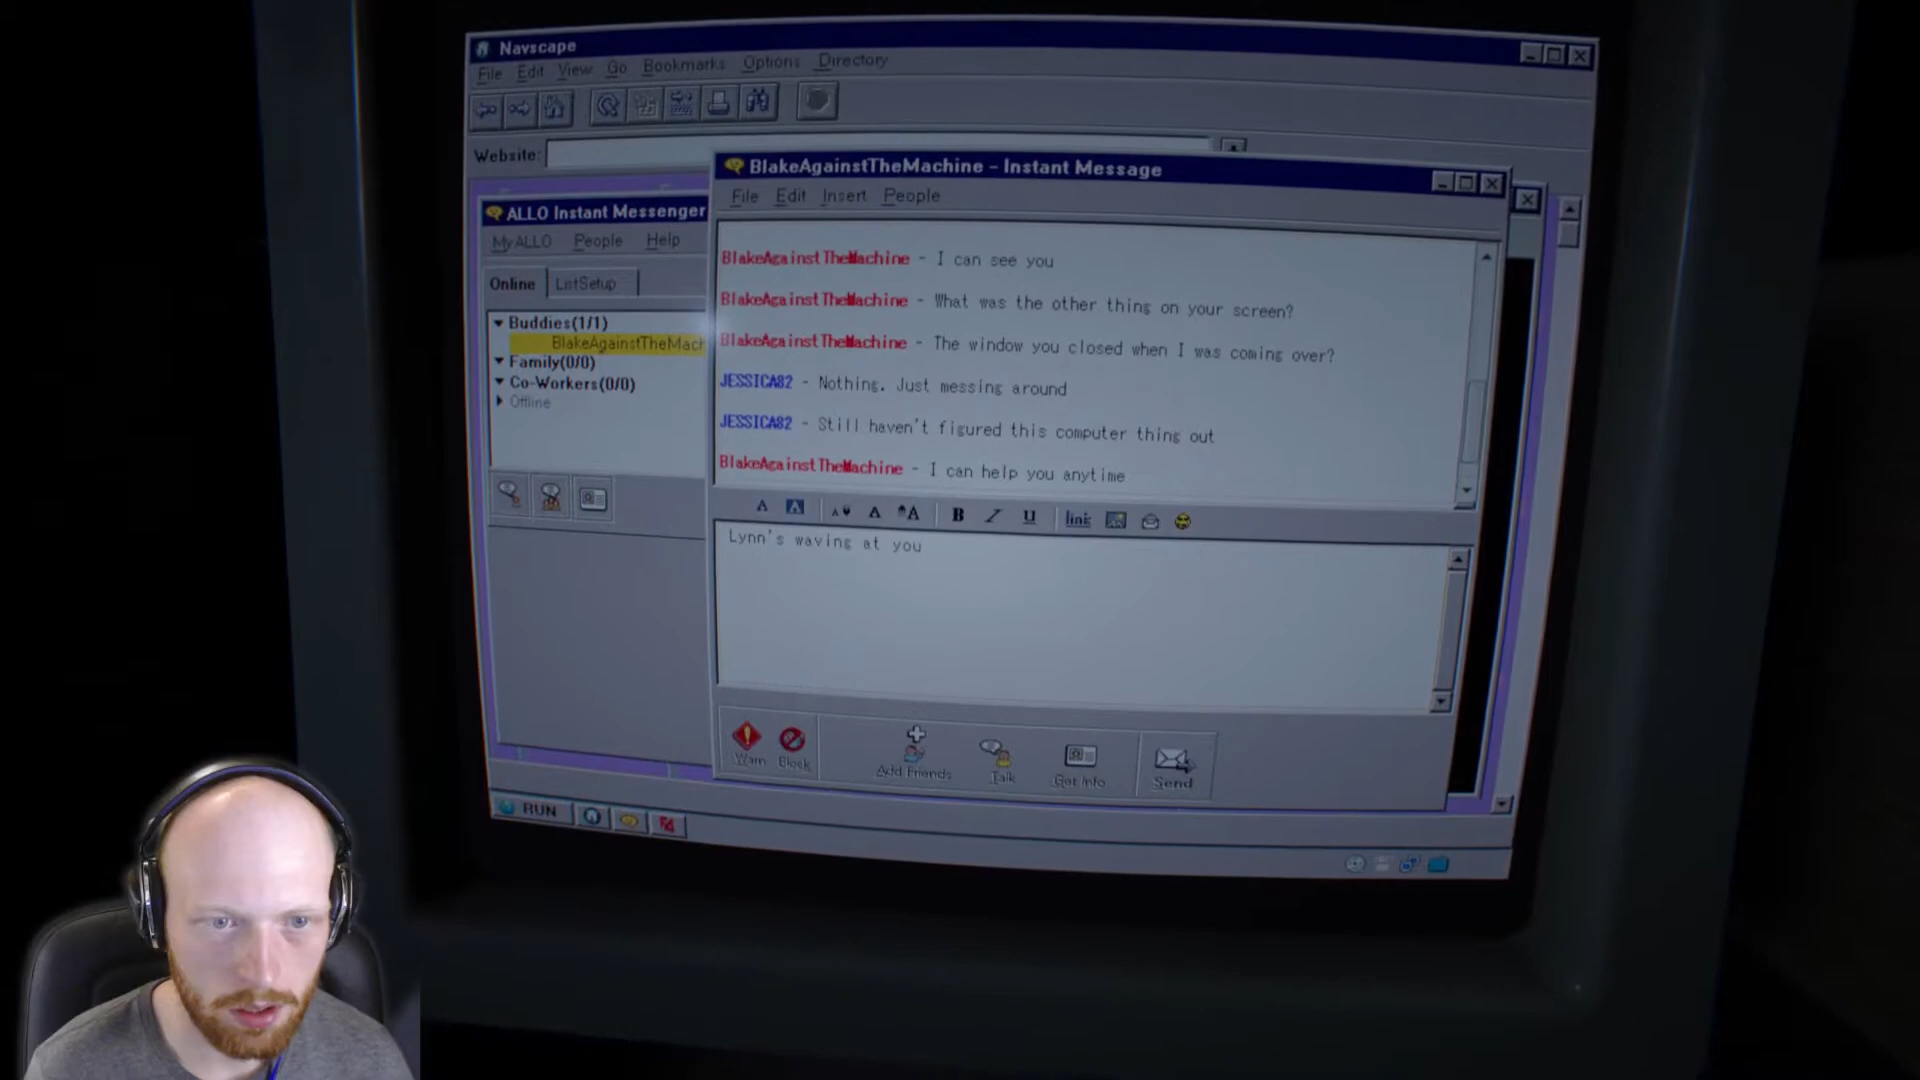 Navscape
File Edit View Go Bookmarks Options Directory
Website:
BlakeAgainstTheMachine - Instant Message
File Edit Insert People
ALLO Instant Messenger
MyALLO People Help
Online List Setup
Buddies(1/1)
BlakeAgainstTheMach
Family(0/0)
Co-Workers(0/0)
Offline
BlakeAgainstTheMachine - I can see you
BlakeAgainstTheMachine - What was the other thing on your screen?
BlakeAgainstTheMachine - The window you closed when I was coming over?
JESSICA82 - Nothing. Just messing around
JESSICA82 - Still haven't figured this computer thing out
BlakeAgainstTheMachine - I can help you anytime
A A A A A B I U link
Lynn's waving at you
Warn Block Add Friends Talk Get Info Send
RUN